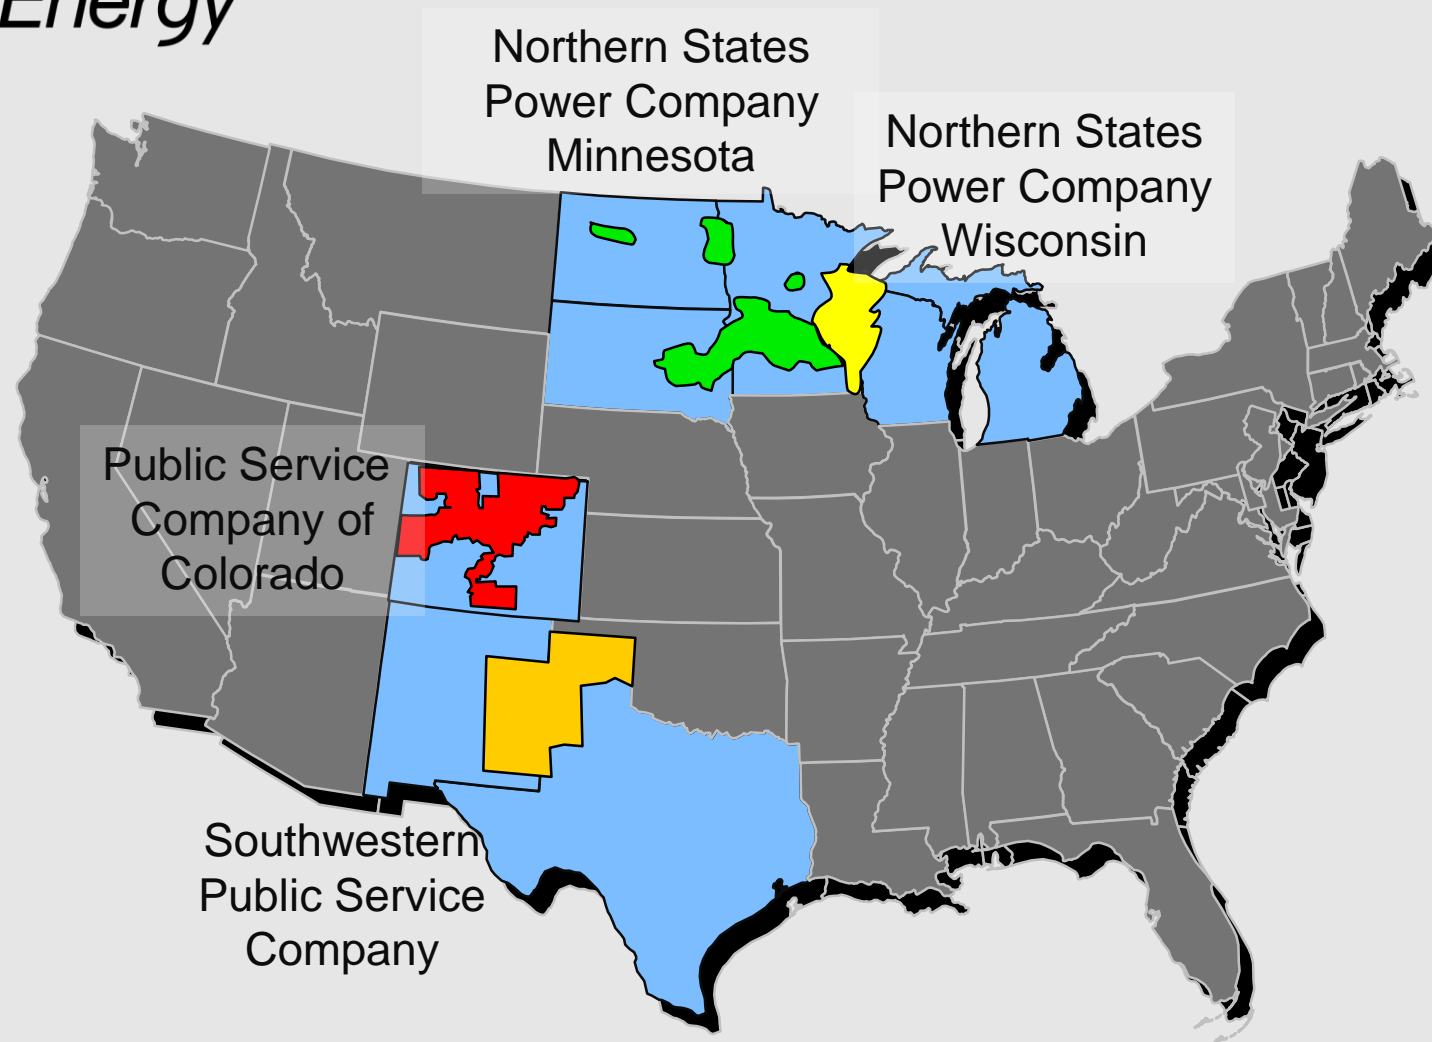 Energy
Northern States
Power Company
Minnesota
Northern States
Power Company
Wisconsin
Public Service
Company of
Colorado
Southwestern
Public Service
Company